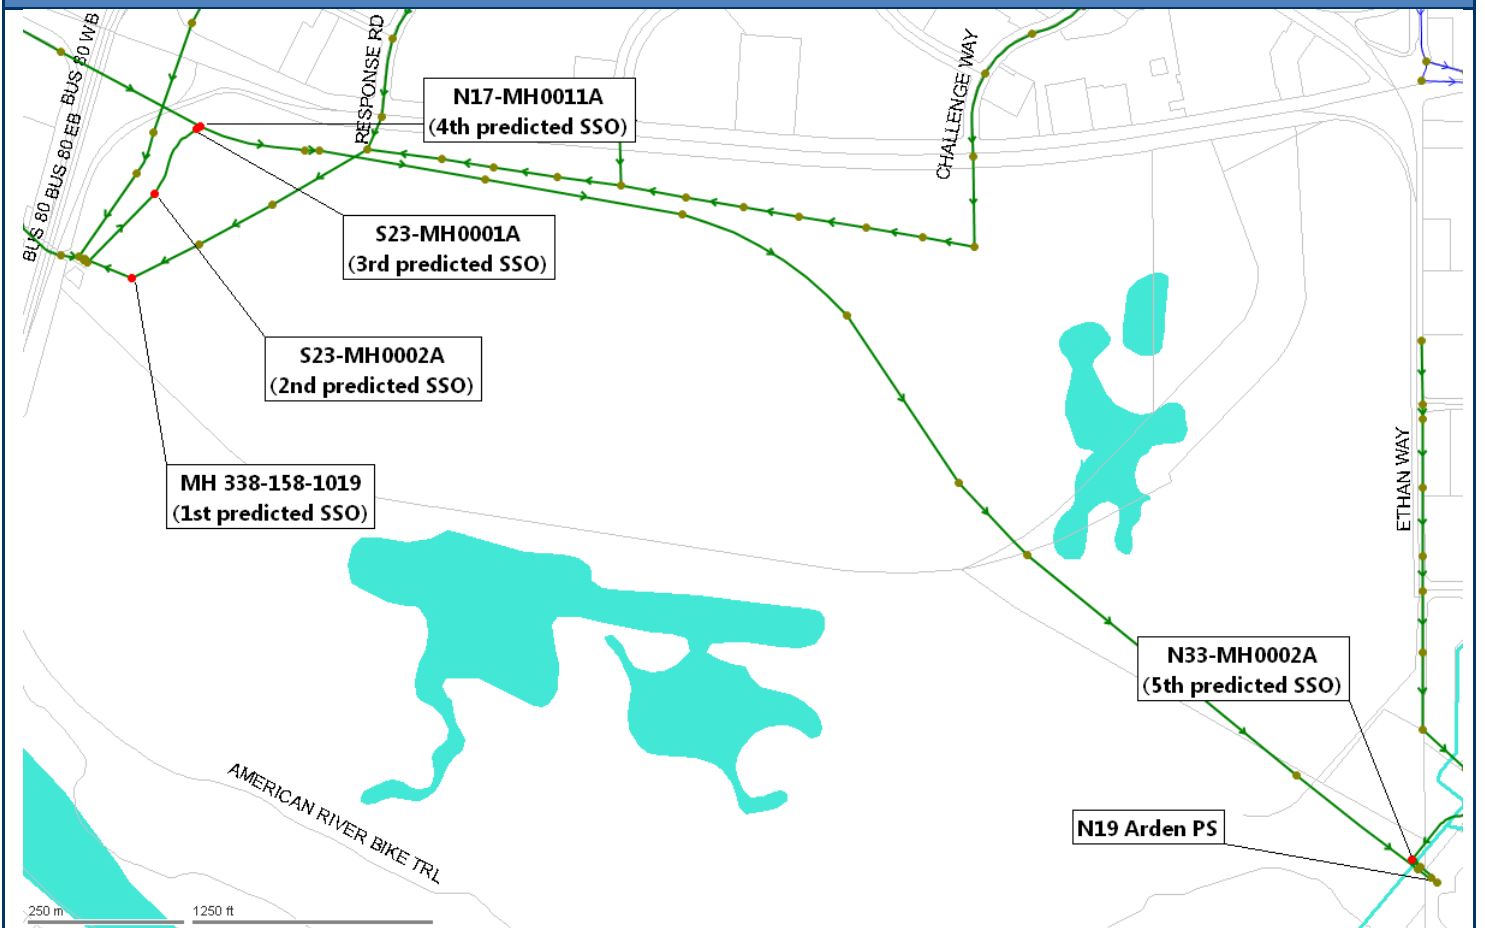 BUS 80 WB
BUS 80 EB
BUS 80
RESPONSE RD
CHALLENGE WAY
N17-MH0011A
(4th predicted SSO)
S23-MH0001A
(3rd predicted SSO)
S23-MH0002A
(2nd predicted SSO)
MH 338-158-1019
(1st predicted SSO)
ETHAN WAY
N33-MH0002A
(5th predicted SSO)
N19 Arden PS
AMERICAN RIVER BIKE TRL
250 m
1250 ft